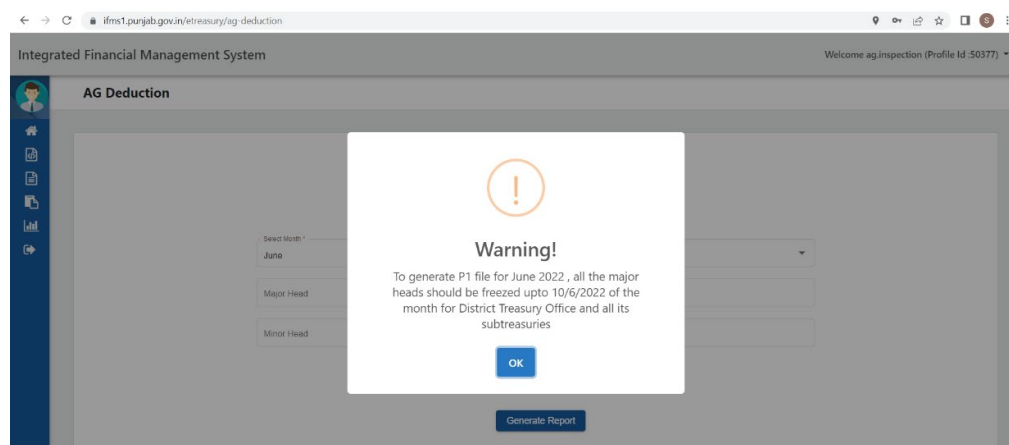 ifms1.punjab.gov.in/etreasury/ag-deduction
S
Integrated Financial Management System
Welcome ag.inspection (Profile Id :50377)
AG Deduction
!
Warning!
To generate P1 file for June 2022 , all the major
heads should be freezed upto 10/6/2022 of the
month for District Treasury Office and all its
subtreasuries
OK
Select Month *
June
Major Head
Minor Head
Generate Report